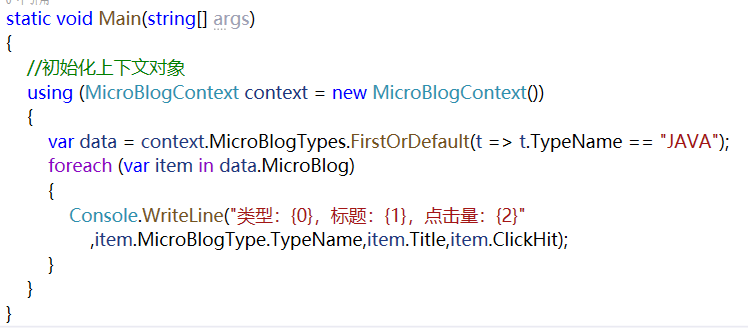 static void Main(string[] args)
{
//初始化上下文对象
using (MicroBlogContext context = new MicroBlogContext())
{
var data = context.MicroBlogTypes.FirstOrDefault(t => t.TypeName == "JAVA");
foreach (var item in data.MicroBlog)
{
Console.WriteLine("类型：{0}，标题：{1}，点击量：{2}"
,item.MicroBlogType.TypeName,item.Title,item.ClickHit);
}
}
}